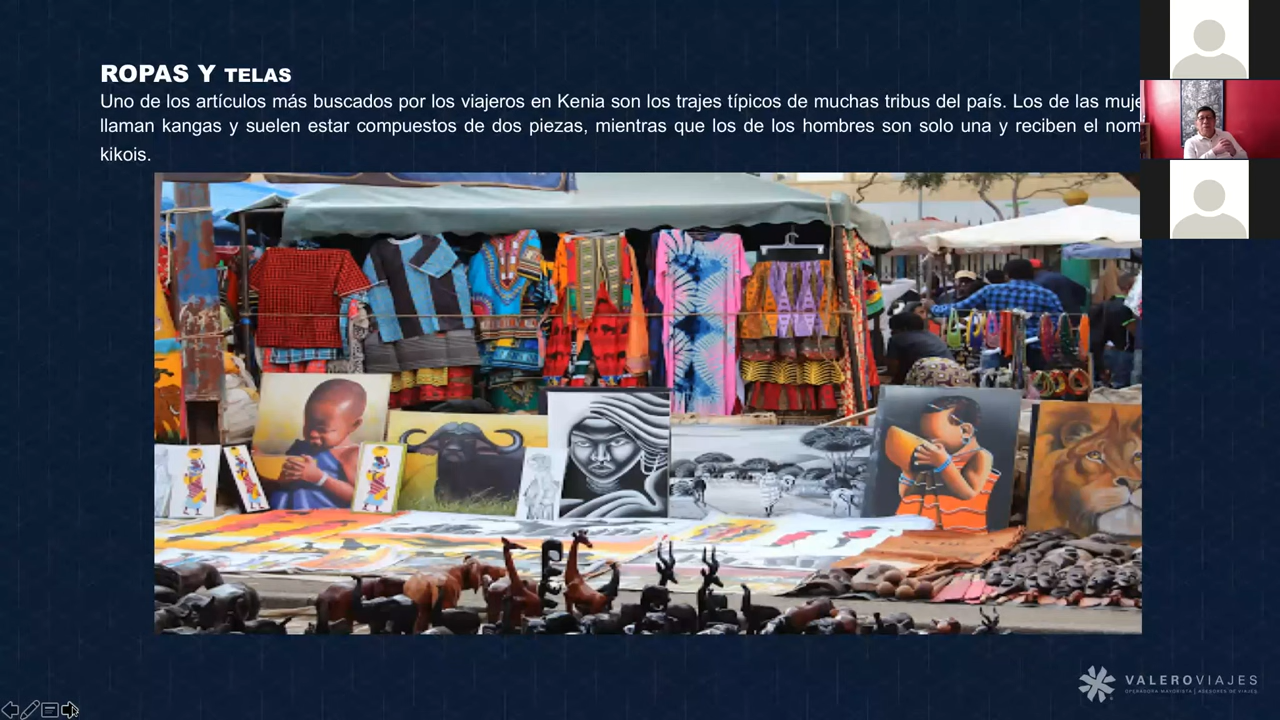 ROPAS Y TELAS
Uno de los artículos más buscados por los viajeros en Kenia son los trajes típicos de muchas tribus del país. Los de las muje
llaman kangas y suelen estar compuestos de dos piezas, mientras que los de los hombres son solo una y reciben el nom
kikois.
VALEROVIAJES
OPERADORA MAYORISTA | ASESORES DE VIAJES